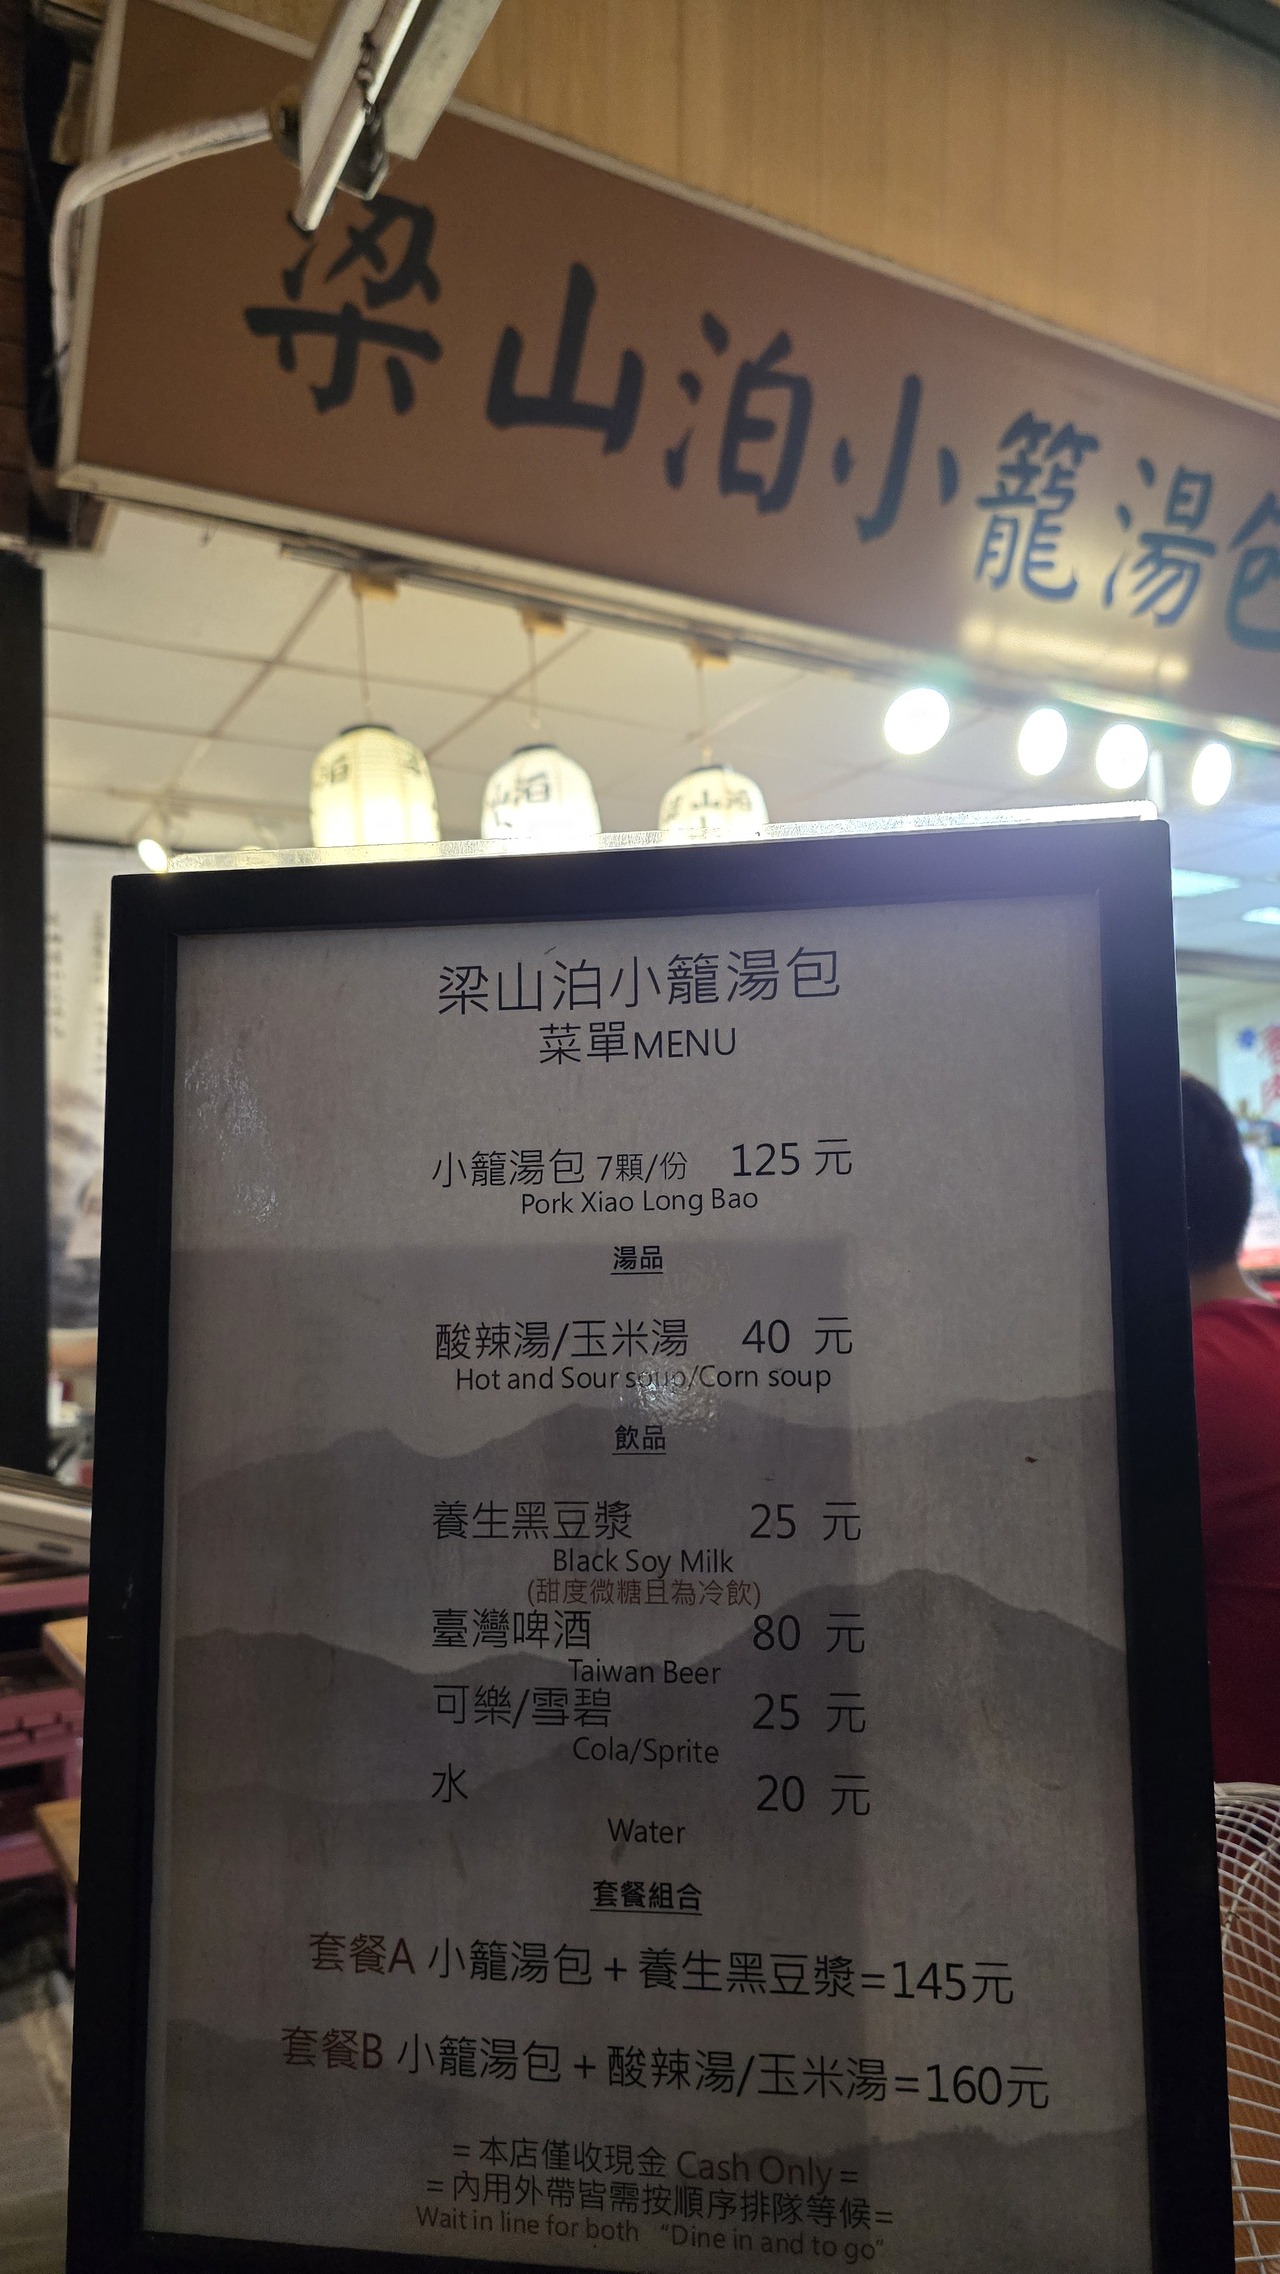 梁山泊小籠湯包
山泊
山泊
梁山泊小籠湯包
菜單MENU
小籠湯包 7顆/份 125 元
Pork Xiao Long Bao
湯品
酸辣湯/玉米湯 40 元
Hot and Sour soup/Corn soup
飲品
養生黑豆漿 25 元
Black Soy Milk
(甜度微糖且為冷飲)
臺灣啤酒 80 元
Taiwan Beer
可樂/雪碧 25 元
Cola/Sprite
水 20 元
Water
套餐組合
套餐A 小籠湯包+養生黑豆漿=145元
套餐B 小籠湯包+酸辣湯/玉米湯=160元
=本店僅收現金 Cash Only=
=內用外帶皆需按順序排隊等候=
Wait in line for both “Dine in and to go”